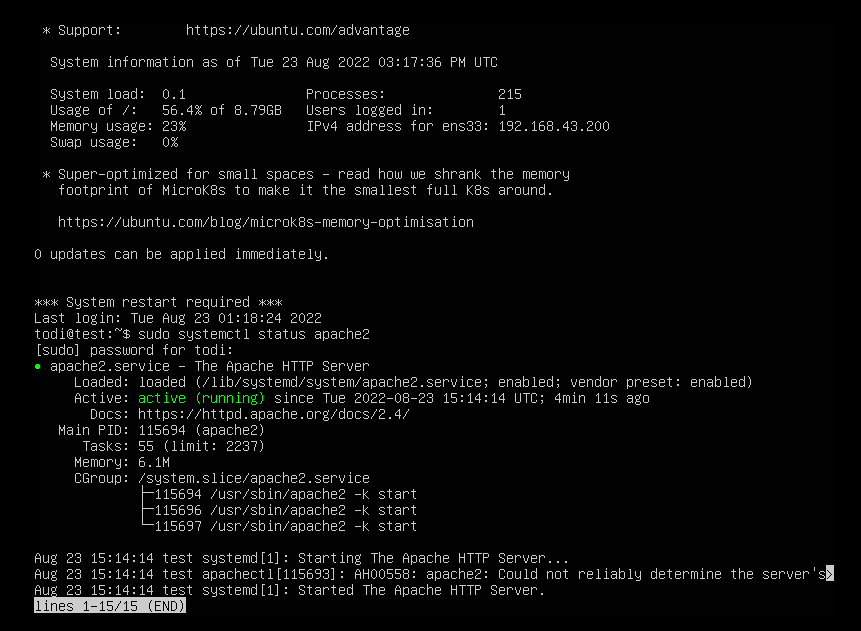 * Support:        https://ubuntu.com/advantage
System information as of Tue 23 Aug 2022 03:17:36 PM UTC
System load:  0.1               Processes:              215
Usage of /:   56.4% of 8.79GB   Users logged in:        1
Memory usage: 23%               IPv4 address for ens33: 192.168.43.200
Swap usage:   0%
* Super-optimized for small spaces - read how we shrank the memory
footprint of MicroK8s to make it the smallest full K8s around.
https://ubuntu.com/blog/microk8s-memory-optimisation
0 updates can be applied immediately.
*** System restart required ***
Last login: Tue Aug 23 01:18:24 2022
todi@test:~$ sudo systemctl status apache2
[sudo] password for todi:
● apache2.service - The Apache HTTP Server
Loaded: loaded (/lib/systemd/system/apache2.service; enabled; vendor preset: enabled)
Active: active (running) since Tue 2022-08-23 15:14:14 UTC; 4min 11s ago
Docs: https://httpd.apache.org/docs/2.4/
Main PID: 115694 (apache2)
Tasks: 55 (limit: 2237)
Memory: 6.1M
CGroup: /system.slice/apache2.service
├─115694 /usr/sbin/apache2 -k start
├─115696 /usr/sbin/apache2 -k start
└─115697 /usr/sbin/apache2 -k start
Aug 23 15:14:14 test systemd[1]: Starting The Apache HTTP Server...
Aug 23 15:14:14 test apachectl[115693]: AH00558: apache2: Could not reliably determine the server's>
Aug 23 15:14:14 test systemd[1]: Started The Apache HTTP Server.
lines 1-15/15 (END)